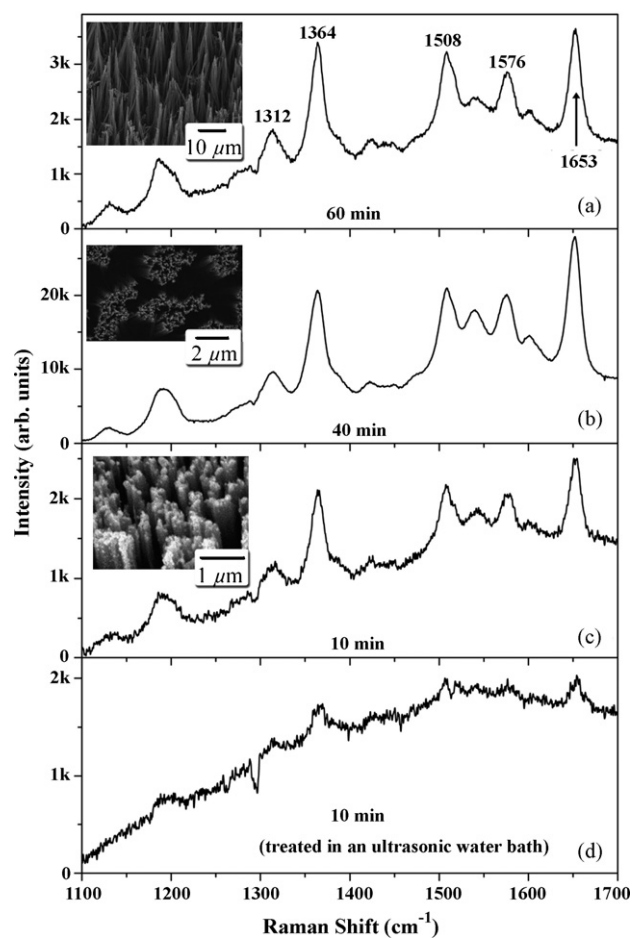 1364
1508
1576
1312
1653
10 µm
60 min
(a)
3k
2k
1k
0
2 µm
40 min
(b)
20k
10k
0
1 µm
10 min
(c)
2k
1k
0
10 min
(treated in an ultrasonic water bath)
(d)
2k
1k
0
Intensity (arb. units)
1100 1200 1300 1400 1500 1600 1700
Raman Shift (cm⁻¹)